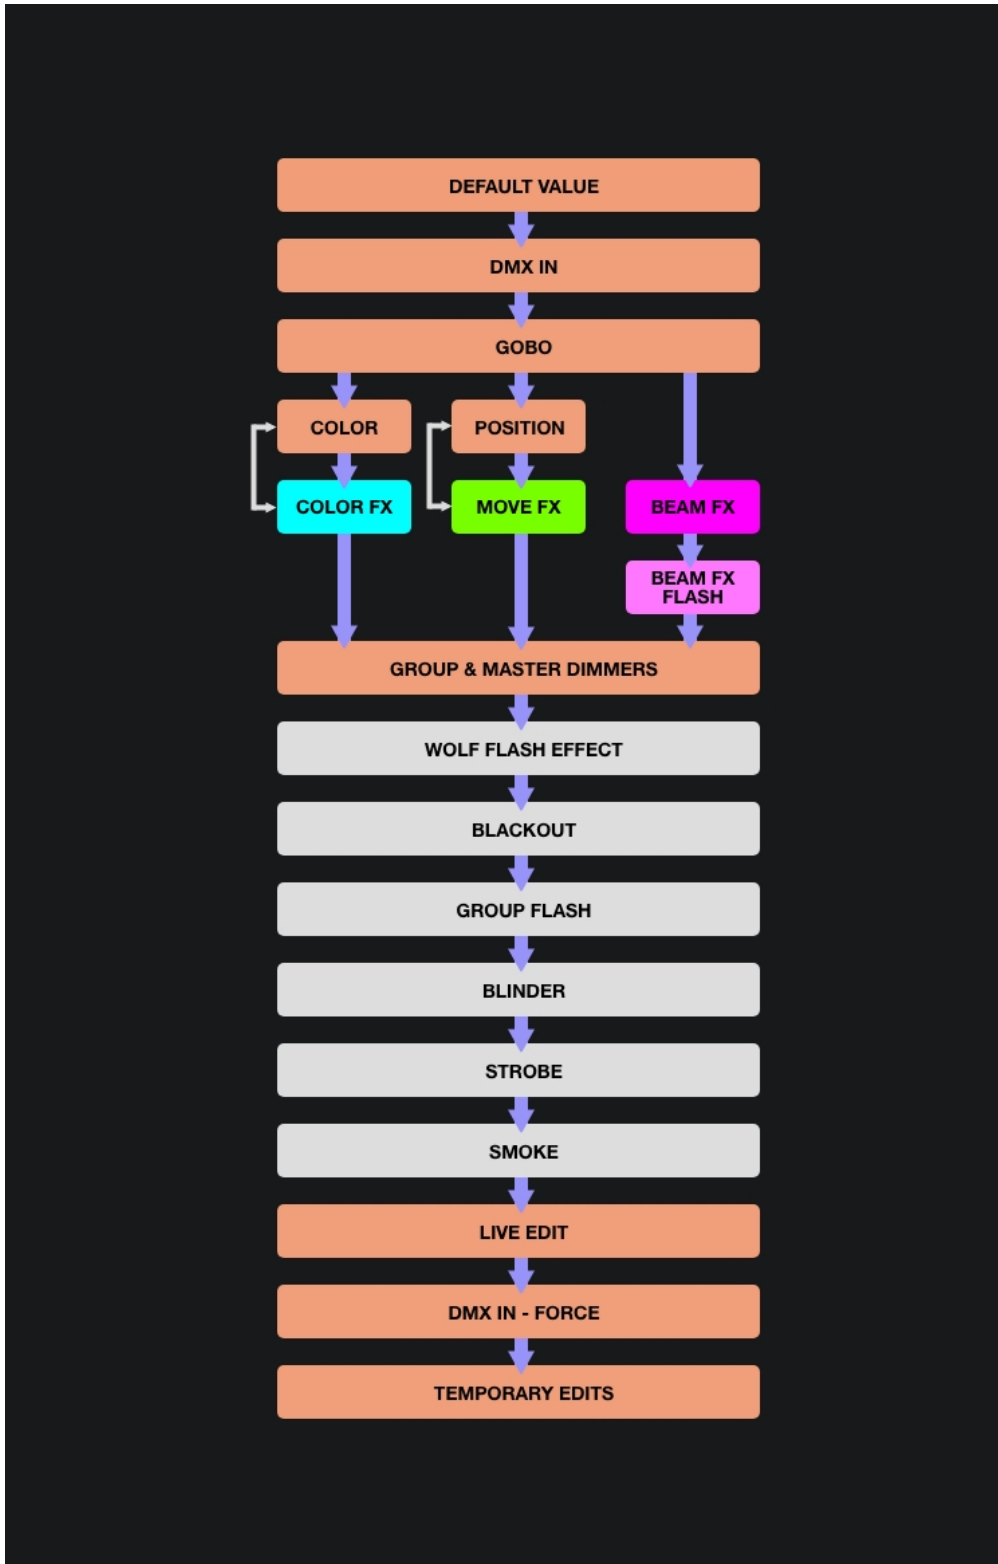 DEFAULT VALUE
DMX IN
GOBO
COLOR
POSITION
COLOR FX
MOVE FX
BEAM FX
BEAM FX
FLASH
GROUP & MASTER DIMMERS
WOLF FLASH EFFECT
BLACKOUT
GROUP FLASH
BLINDER
STROBE
SMOKE
LIVE EDIT
DMX IN - FORCE
TEMPORARY EDITS